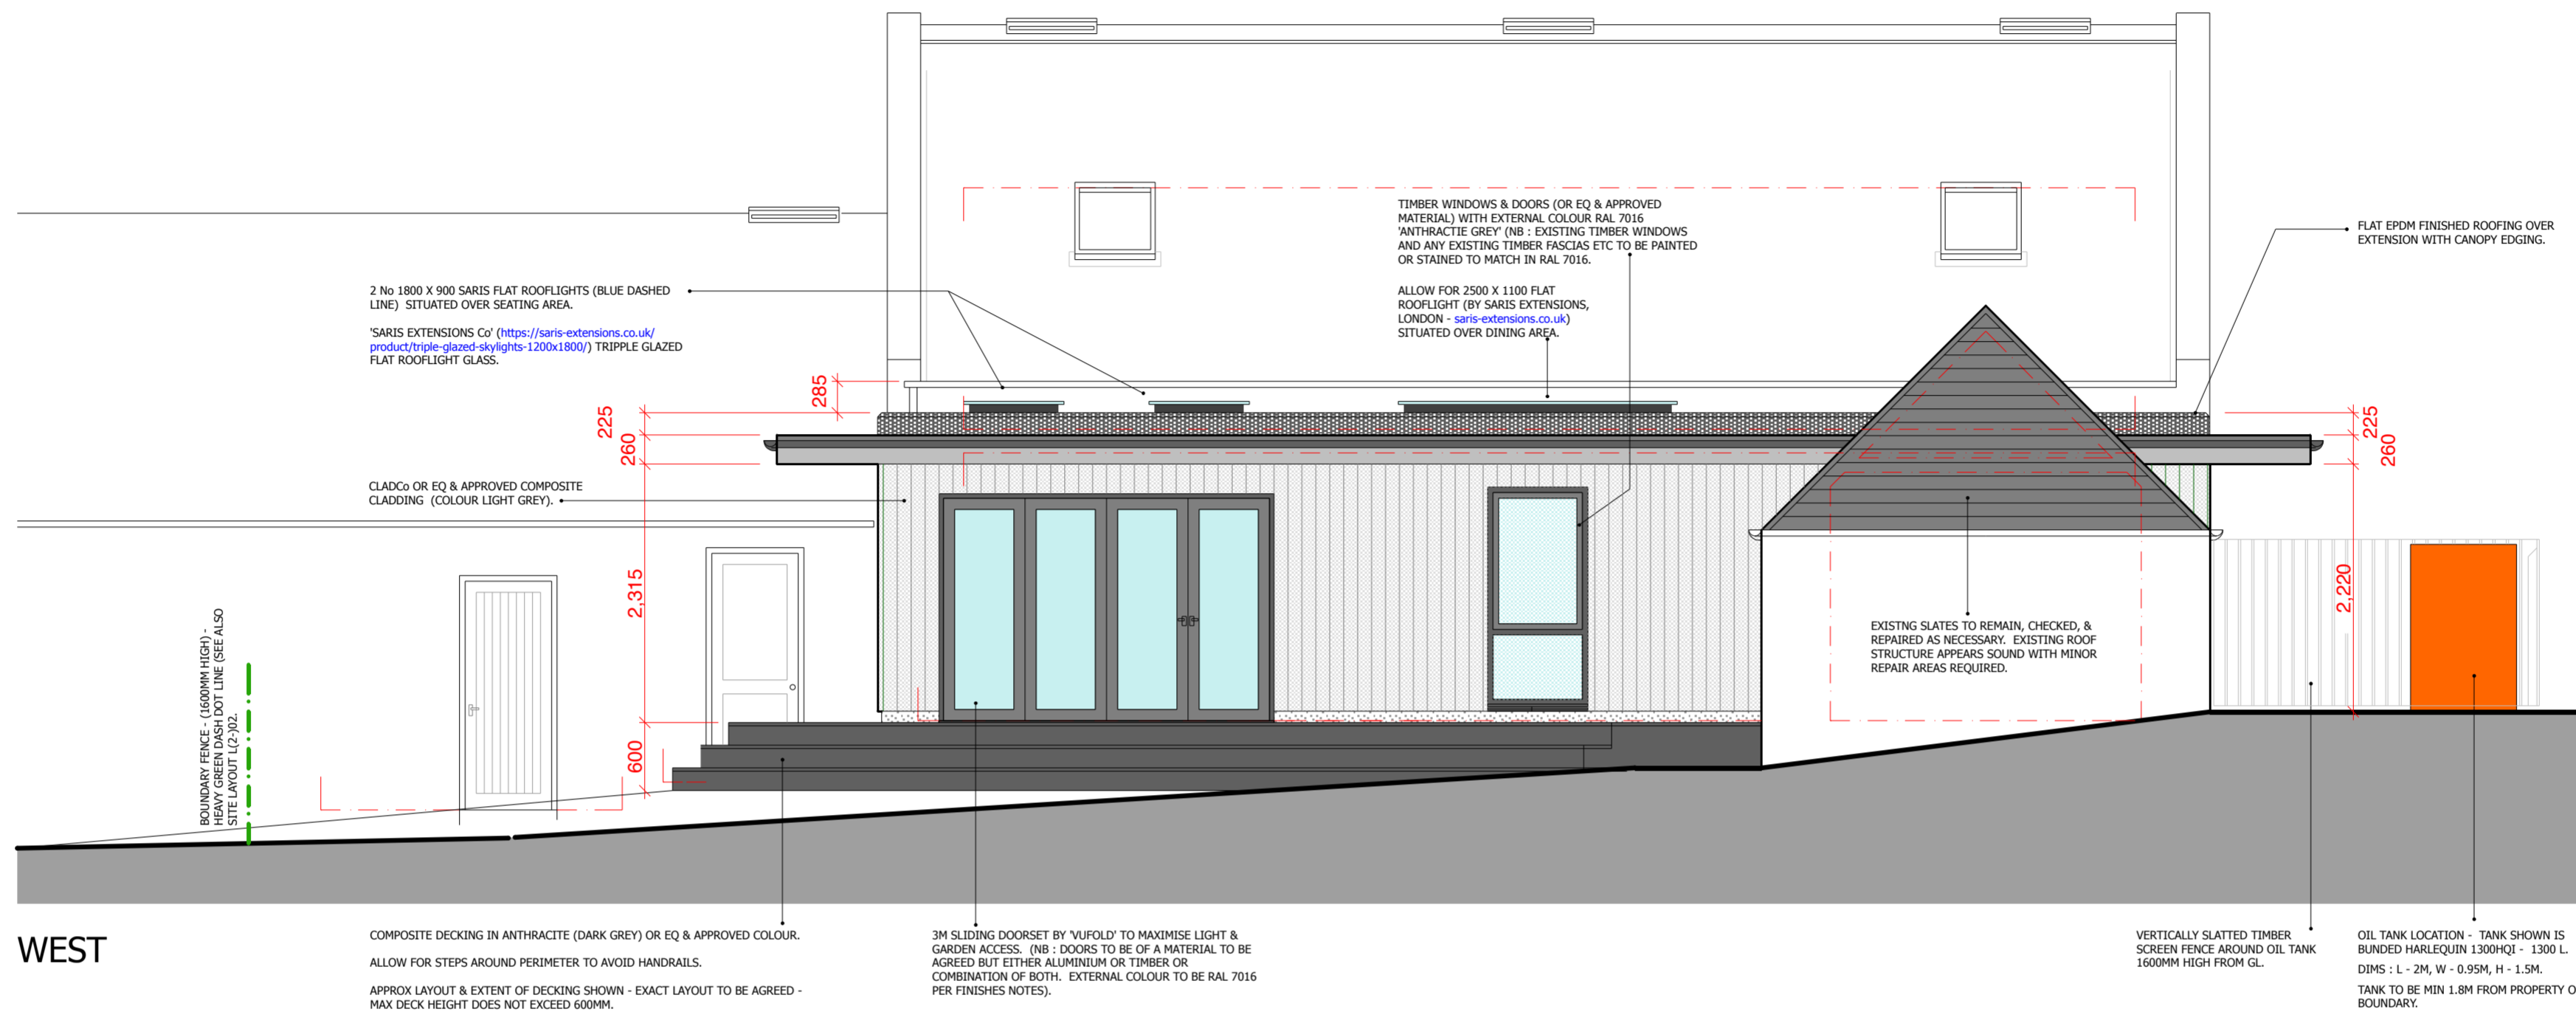 TIMBER WINDOWS & DOORS (OR EQ & APPROVED
MATERIAL) WITH EXTERNAL COLOUR RAL 7016
'ANTHRACTIE GREY' (NB : EXISTING TIMBER WINDOWS
AND ANY EXISTING TIMBER FASCIAS ETC TO BE PAINTED
OR STAINED TO MATCH IN RAL 7016.
ALLOW FOR 2500 X 1100 FLAT
ROOFLIGHT (BY SARIS EXTENSIONS,
LONDON - saris-extensions.co.uk)
SITUATED OVER DINING AREA.
FLAT EPDM FINISHED ROOFING OVER
EXTENSION WITH CANOPY EDGING.
2 No 1800 X 900 SARIS FLAT ROOFLIGHTS (BLUE DASHED
LINE) SITUATED OVER SEATING AREA.
'SARIS EXTENSIONS Co' (https://saris-extensions.co.uk/
product/triple-glazed-skylights-1200x1800/) TRIPPLE GLAZED
FLAT ROOFLIGHT GLASS.
285
225
260
2,315
600
225
260
2,220
CLADCo OR EQ & APPROVED COMPOSITE
CLADDING (COLOUR LIGHT GREY).
BOUNDARY FENCE - (1600MM HIGH) -
HEAVY GREEN DASH DOT LINE (SEE ALSO
SITE LAYOUT L(2-)02.
EXISTNG SLATES TO REMAIN, CHECKED, &
REPAIRED AS NECESSARY. EXISTING ROOF
STRUCTURE APPEARS SOUND WITH MINOR
REPAIR AREAS REQUIRED.
WEST
COMPOSITE DECKING IN ANTHRACITE (DARK GREY) OR EQ & APPROVED COLOUR.
ALLOW FOR STEPS AROUND PERIMETER TO AVOID HANDRAILS.
APPROX LAYOUT & EXTENT OF DECKING SHOWN - EXACT LAYOUT TO BE AGREED -
MAX DECK HEIGHT DOES NOT EXCEED 600MM.
3M SLIDING DOORSET BY 'VUFOLD' TO MAXIMISE LIGHT &
GARDEN ACCESS. (NB : DOORS TO BE OF A MATERIAL TO BE
AGREED BUT EITHER ALUMINIUM OR TIMBER OR
COMBINATION OF BOTH. EXTERNAL COLOUR TO BE RAL 7016
PER FINISHES NOTES).
VERTICALLY SLATTED TIMBER
SCREEN FENCE AROUND OIL TANK
1600MM HIGH FROM GL.
OIL TANK LOCATION - TANK SHOWN IS
BUNDED HARLEQUIN 1300HQI - 1300 L.
DIMS : L - 2M, W - 0.95M, H - 1.5M.
TANK TO BE MIN 1.8M FROM PROPERTY
BOUNDARY.